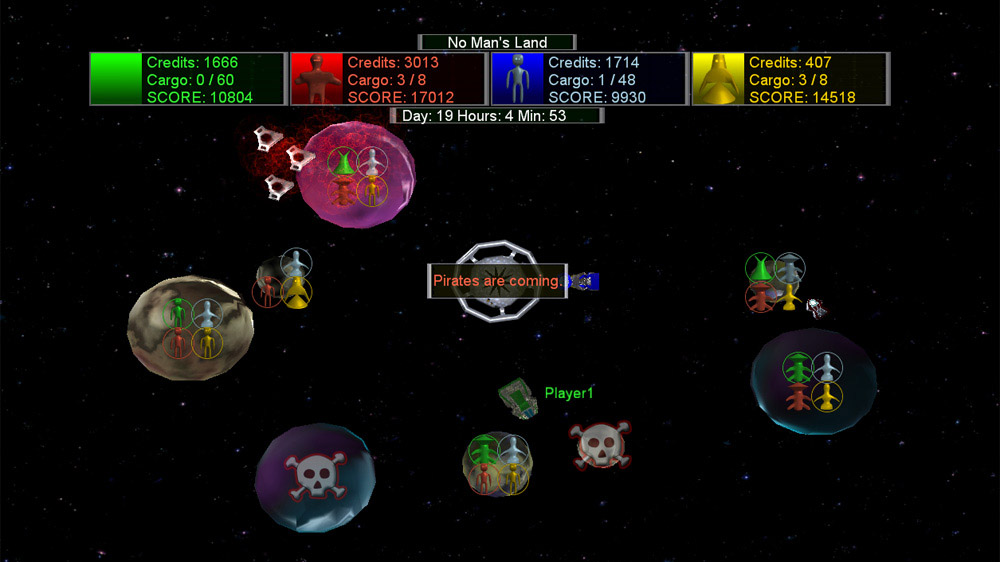 No Man's Land
Credits: 1666
Cargo: 0 / 60
SCORE: 10804
Credits: 3013
Cargo: 3 / 8
SCORE: 17012
Credits: 1714
Cargo: 1 / 48
SCORE: 9930
Credits: 407
Cargo: 3 / 8
SCORE: 14518
Day: 19 Hours: 4 Min: 53
Pirates are coming.
Player1